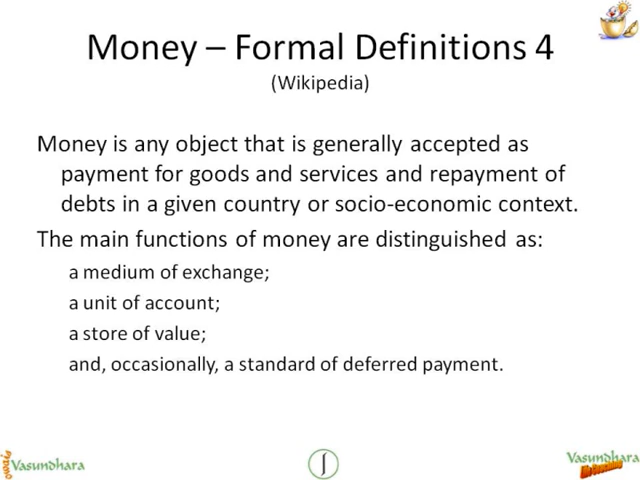 Money – Formal Definitions 4
(Wikipedia)
Money is any object that is generally accepted as
payment for goods and services and repayment of
debts in a given country or socio-economic context.
The main functions of money are distinguished as:
a medium of exchange;
a unit of account;
a store of value;
and, occasionally, a standard of deferred payment.
Vasundhara
Vasundhara